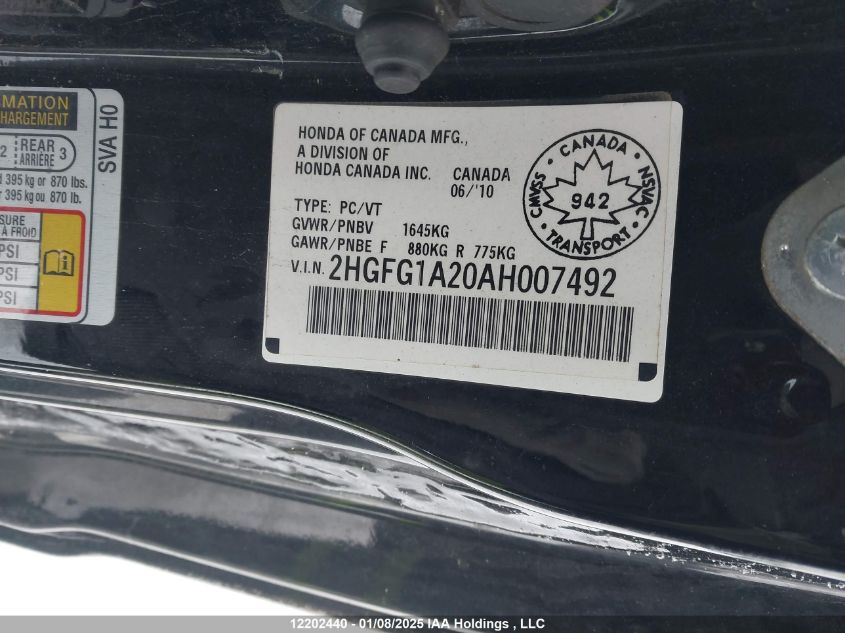 MATION
HARGEMENT
2 REAR 3
ARRIÈRE
395 kg or 870 lbs.
395 kg ou 870 lb.
SURE
À FROID
PSI
PSI
PSI
SVA H0
HONDA OF CANADA MFG.,
A DIVISION OF
HONDA CANADA INC. CANADA
06/'10
TYPE: PC/VT
GVWR/PNBV 1645KG
GAWR/PNBE F 880KG R 775KG
V.I.N. 2HGFG1A20AH007492
CANADA
CMVSS 942 NSVAC
TRANSPORT
12202440 - 01/08/2025 IAA Holdings , LLC